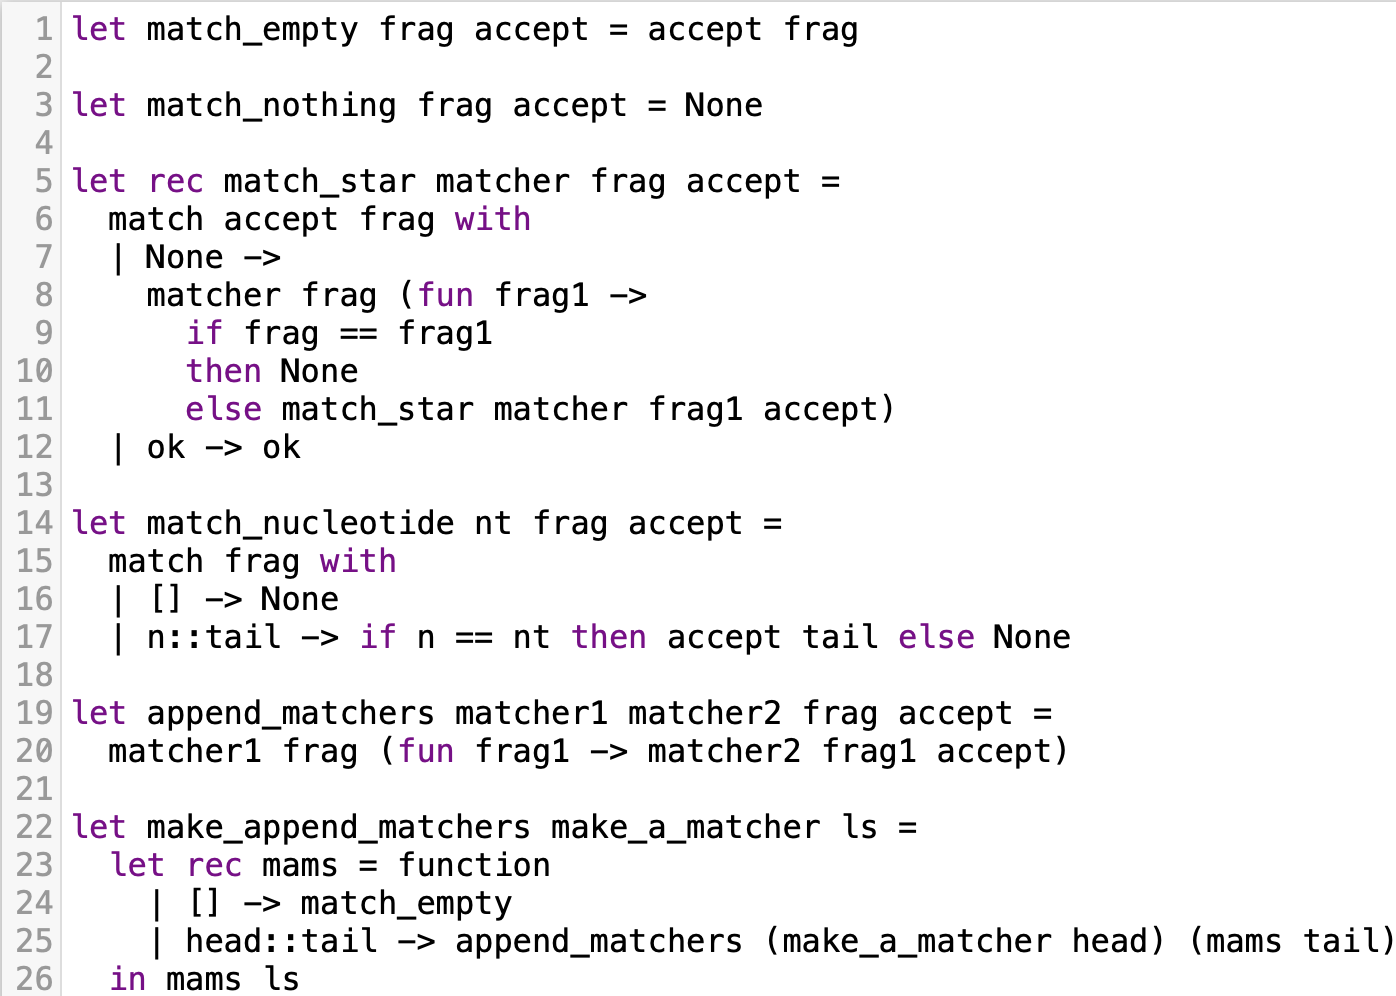 1 let match_empty frag accept = accept frag
2
3 let match_nothing frag accept = None
4
5 let rec match_star matcher frag accept =
6   match accept frag with
7   | None ->
8     matcher frag (fun frag1 ->
9       if frag == frag1
10       then None
11       else match_star matcher frag1 accept)
12   | ok -> ok
13
14 let match_nucleotide nt frag accept =
15   match frag with
16   | [] -> None
17   | n::tail -> if n == nt then accept tail else None
18
19 let append_matchers matcher1 matcher2 frag accept =
20   matcher1 frag (fun frag1 -> matcher2 frag1 accept)
21
22 let make_append_matchers make_a_matcher ls =
23   let rec mams = function
24     | [] -> match_empty
25     | head::tail -> append_matchers (make_a_matcher head) (mams tail)
26   in mams ls